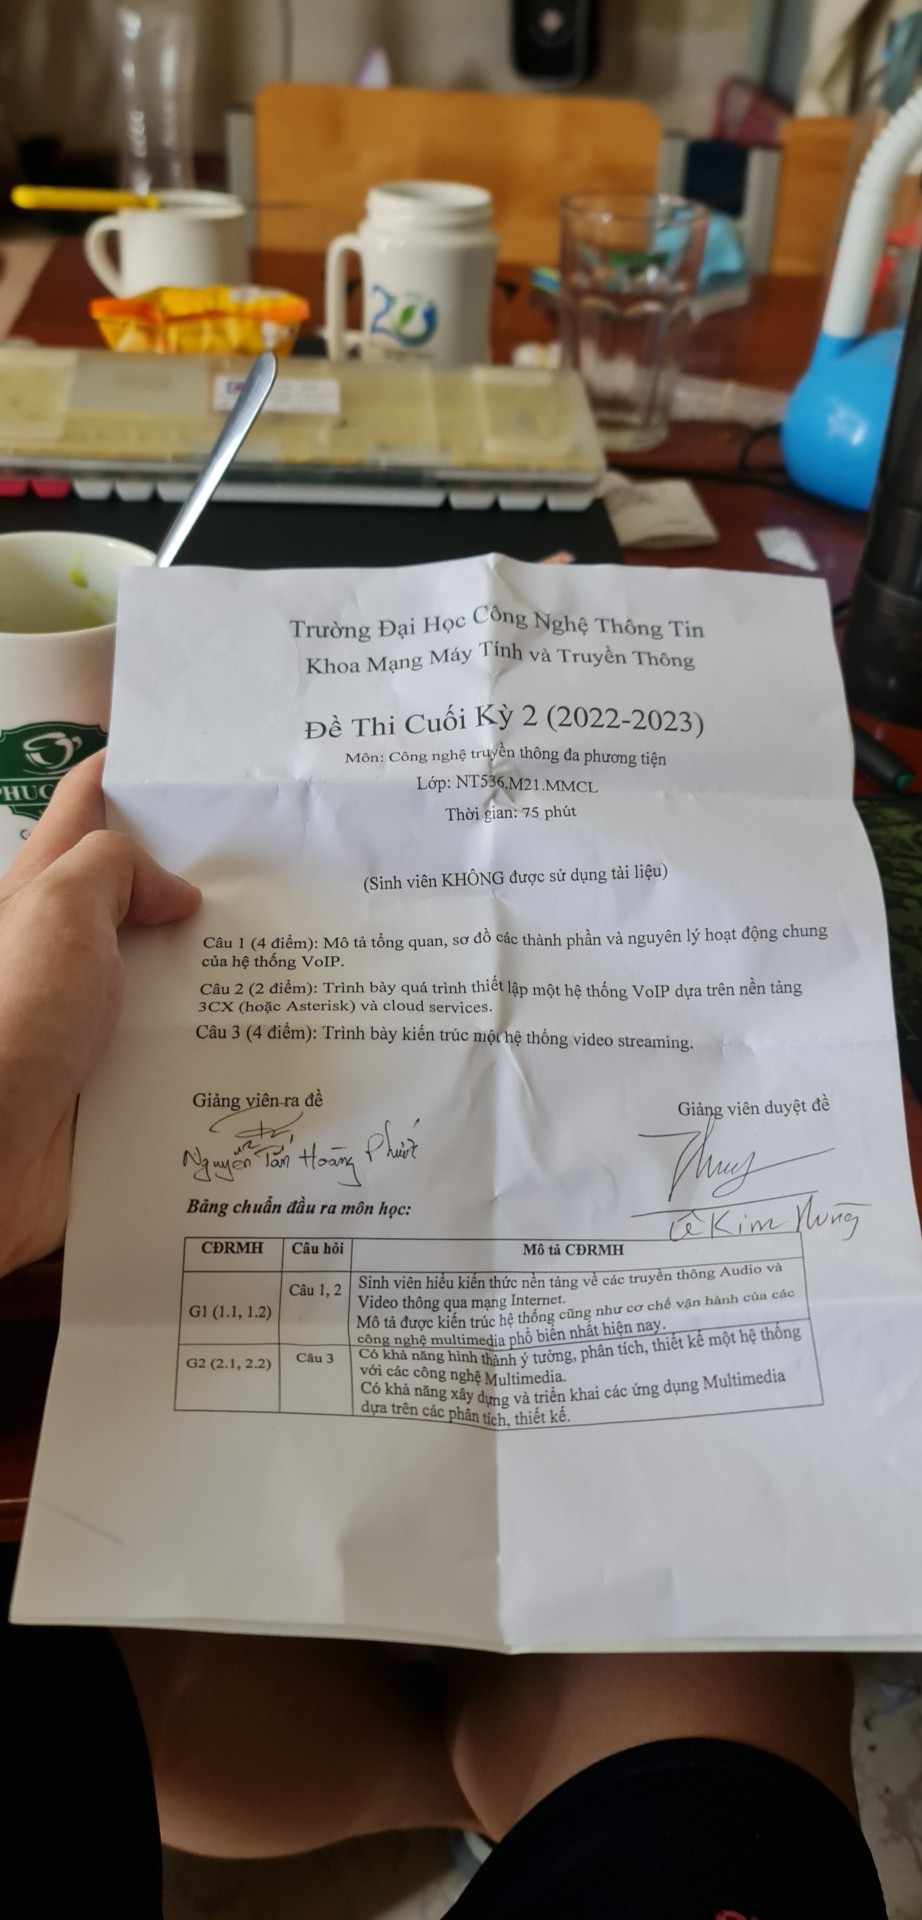 20
PHUC
Trường Đại Học Công Nghệ Thông Tin
Khoa Mạng Máy Tính và Truyền Thông
Đề Thi Cuối Kỳ 2 (2022-2023)
Môn: Công nghệ truyền thông đa phương tiện
Lớp: NT536.M21.MMCL
Thời gian: 75 phút
(Sinh viên KHÔNG được sử dụng tài liệu)
Câu 1 (4 điểm): Mô tả tổng quan, sơ đồ các thành phần và nguyên lý hoạt động chung
của hệ thống VoIP.
Câu 2 (2 điểm): Trình bày quá trình thiết lập một hệ thống VoIP dựa trên nền tảng
3CX (hoặc Asterisk) và cloud services.
Câu 3 (4 điểm): Trình bày kiến trúc một hệ thống video streaming.
Giảng viên ra đề
Giảng viên duyệt đề
Nguyễn Tấn Hoàng Phước
Lê Kim Hùng
Bảng chuẩn đầu ra môn học:
CĐRMH Câu hỏi Mô tả CĐRMH
G1 (1.1, 1.2) Câu 1, 2 Sinh viên hiểu kiến thức nền tảng về các truyền thông Audio và
Video thông qua mạng Internet.
Mô tả được kiến trúc hệ thống cũng như cơ chế vận hành của các
công nghệ multimedia phổ biến nhất hiện nay.
G2 (2.1, 2.2) Câu 3 Có khả năng hình thành ý tưởng, phân tích, thiết kế một hệ thống
với các công nghệ Multimedia.
Có khả năng xây dựng và triển khai các ứng dụng Multimedia
dựa trên các phân tích, thiết kế.